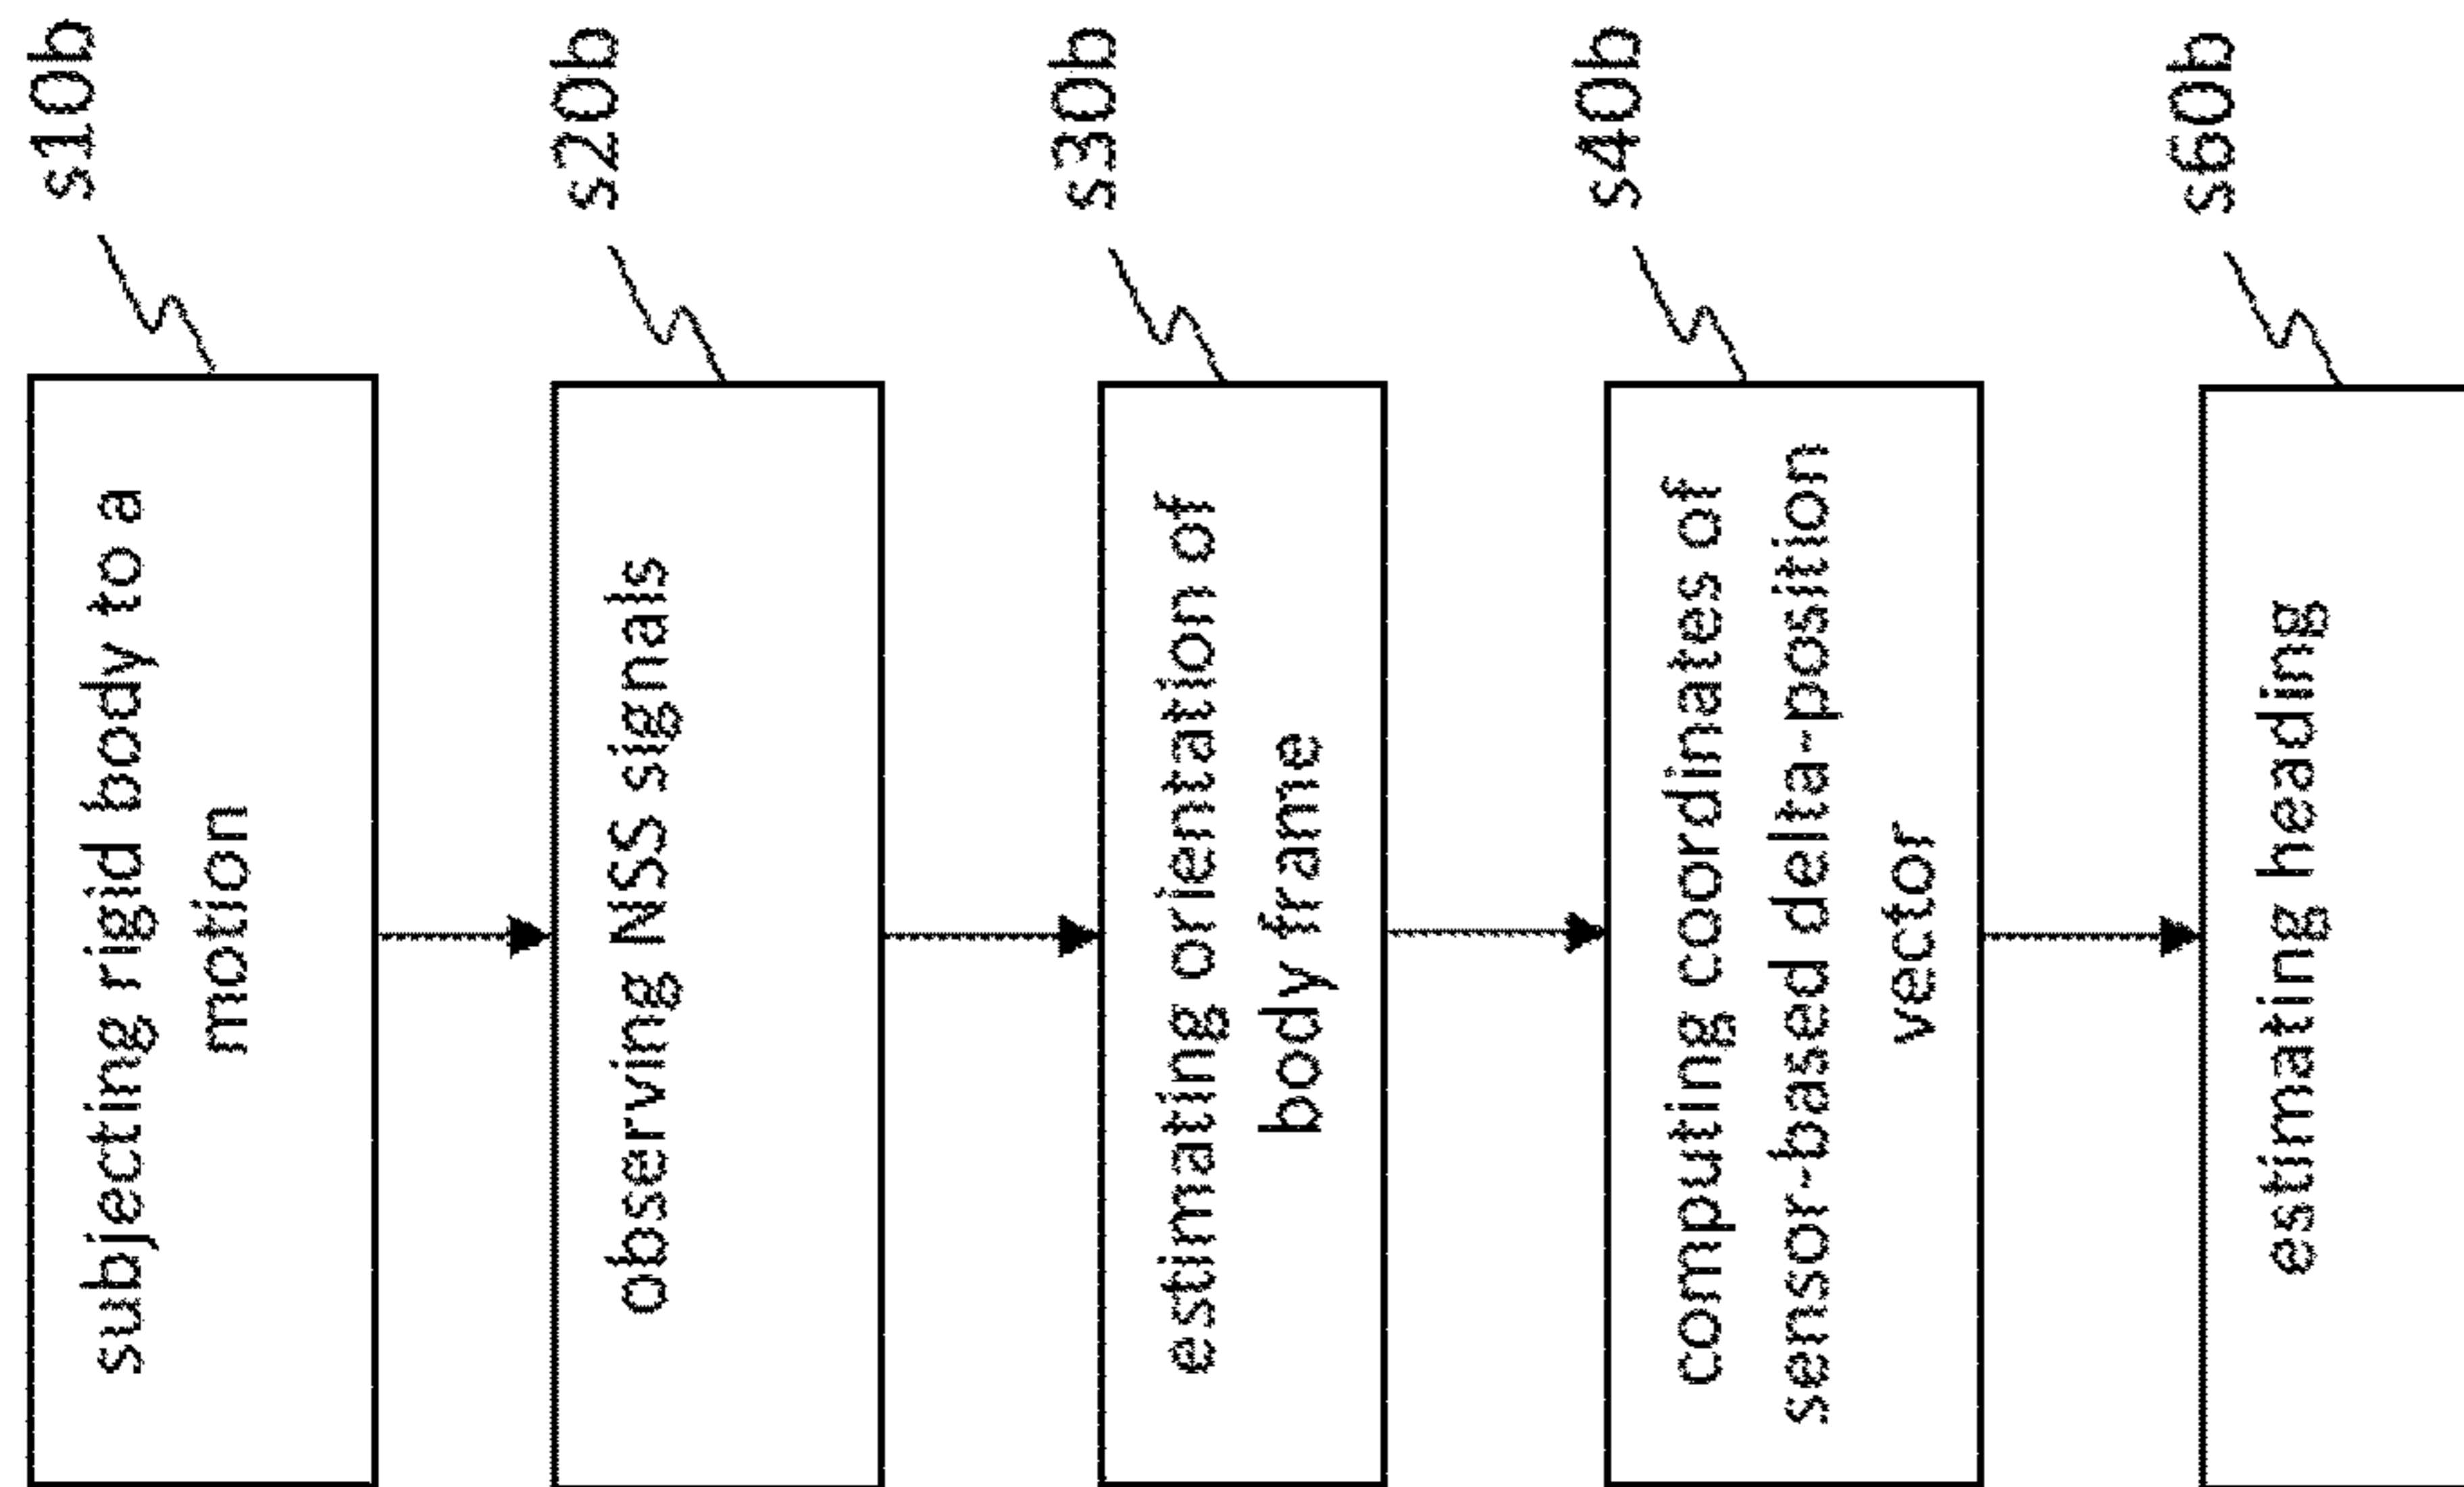 s10b
subjecting rigid body to a
motion
s20b
observing NSS signals
s30b
estimating orientation of
body frame
s40b
computing coordinates of
sensor-based delta-position
vector
s60b
estimating heading